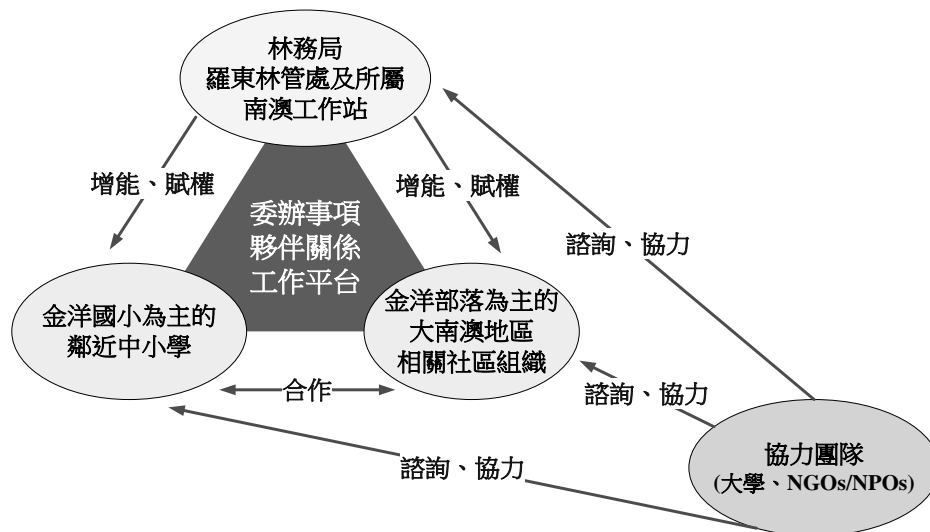 林務局
羅東林管處及所屬
南澳工作站
增能、賦權
增能、賦權
委辦事項
夥伴關係
工作平台
諮詢、協力
金洋國小為主的
鄰近中小學
金洋部落為主的
大南澳地區
相關社區組織
合作
諮詢、協力
諮詢、協力
協力團隊
(大學、NGOs/NPOs)